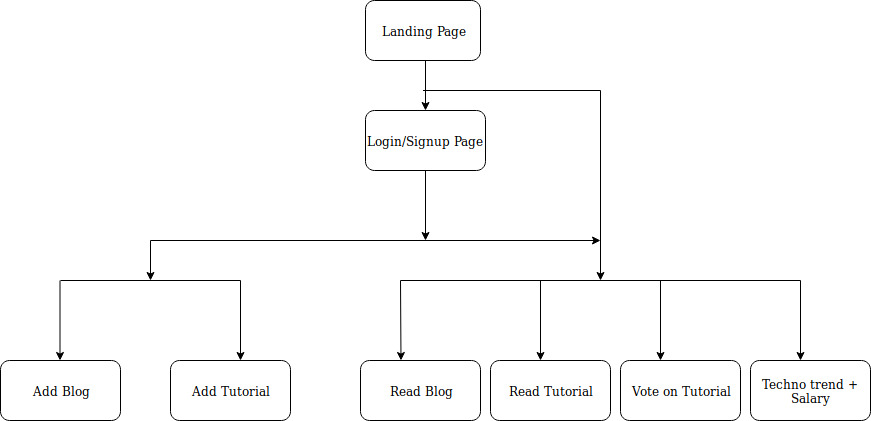 Landing Page
Login/Signup Page
Add Blog
Add Tutorial
Read Blog
Read Tutorial
Vote on Tutorial
Techno trend +
Salary